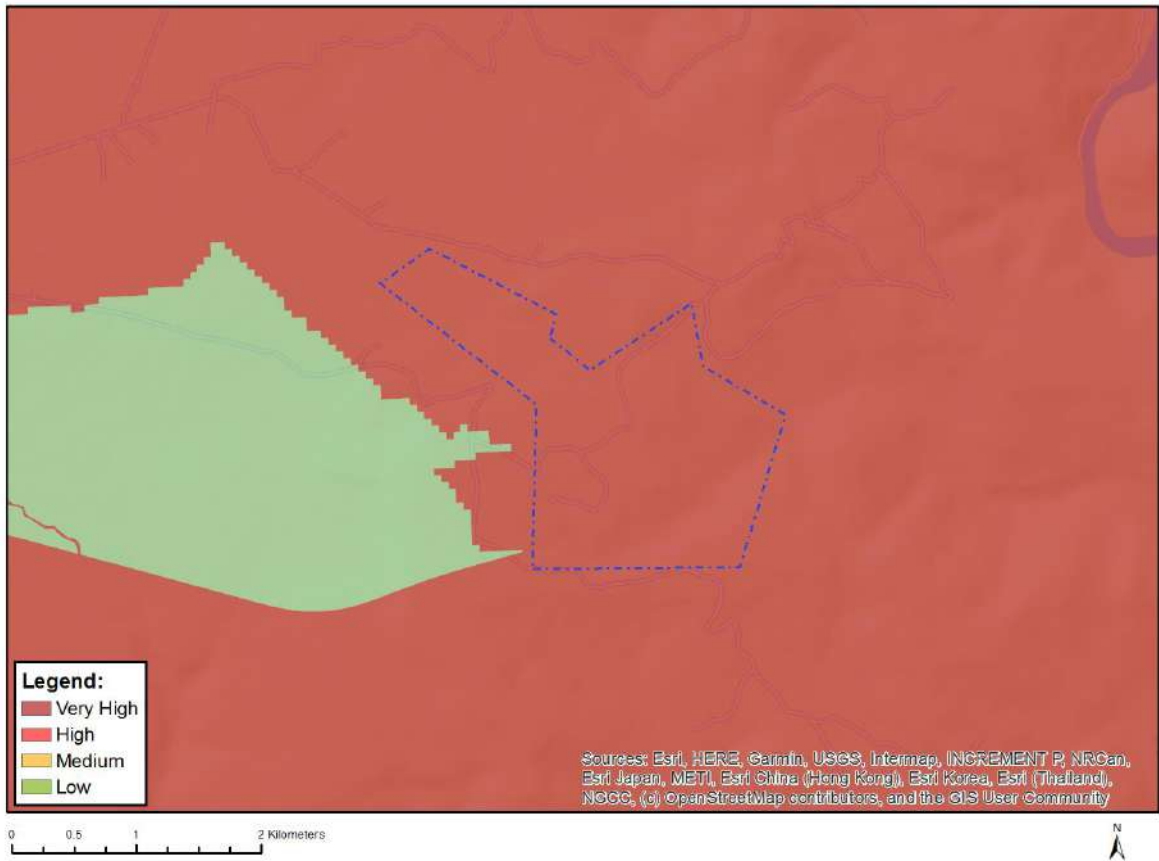 Legend:
Very High
High
Medium
Low
Sources: Esri, HERE, Garmin, USGS, Intermap, INCREMENT P, NRCan,
Esri Japan, METI, Esri China (Hong Kong), Esri Korea, Esri (Thailand),
NGCC, (c) OpenStreetMap contributors, and the GIS User Community
0 0.5 1 2 Kilometers
N